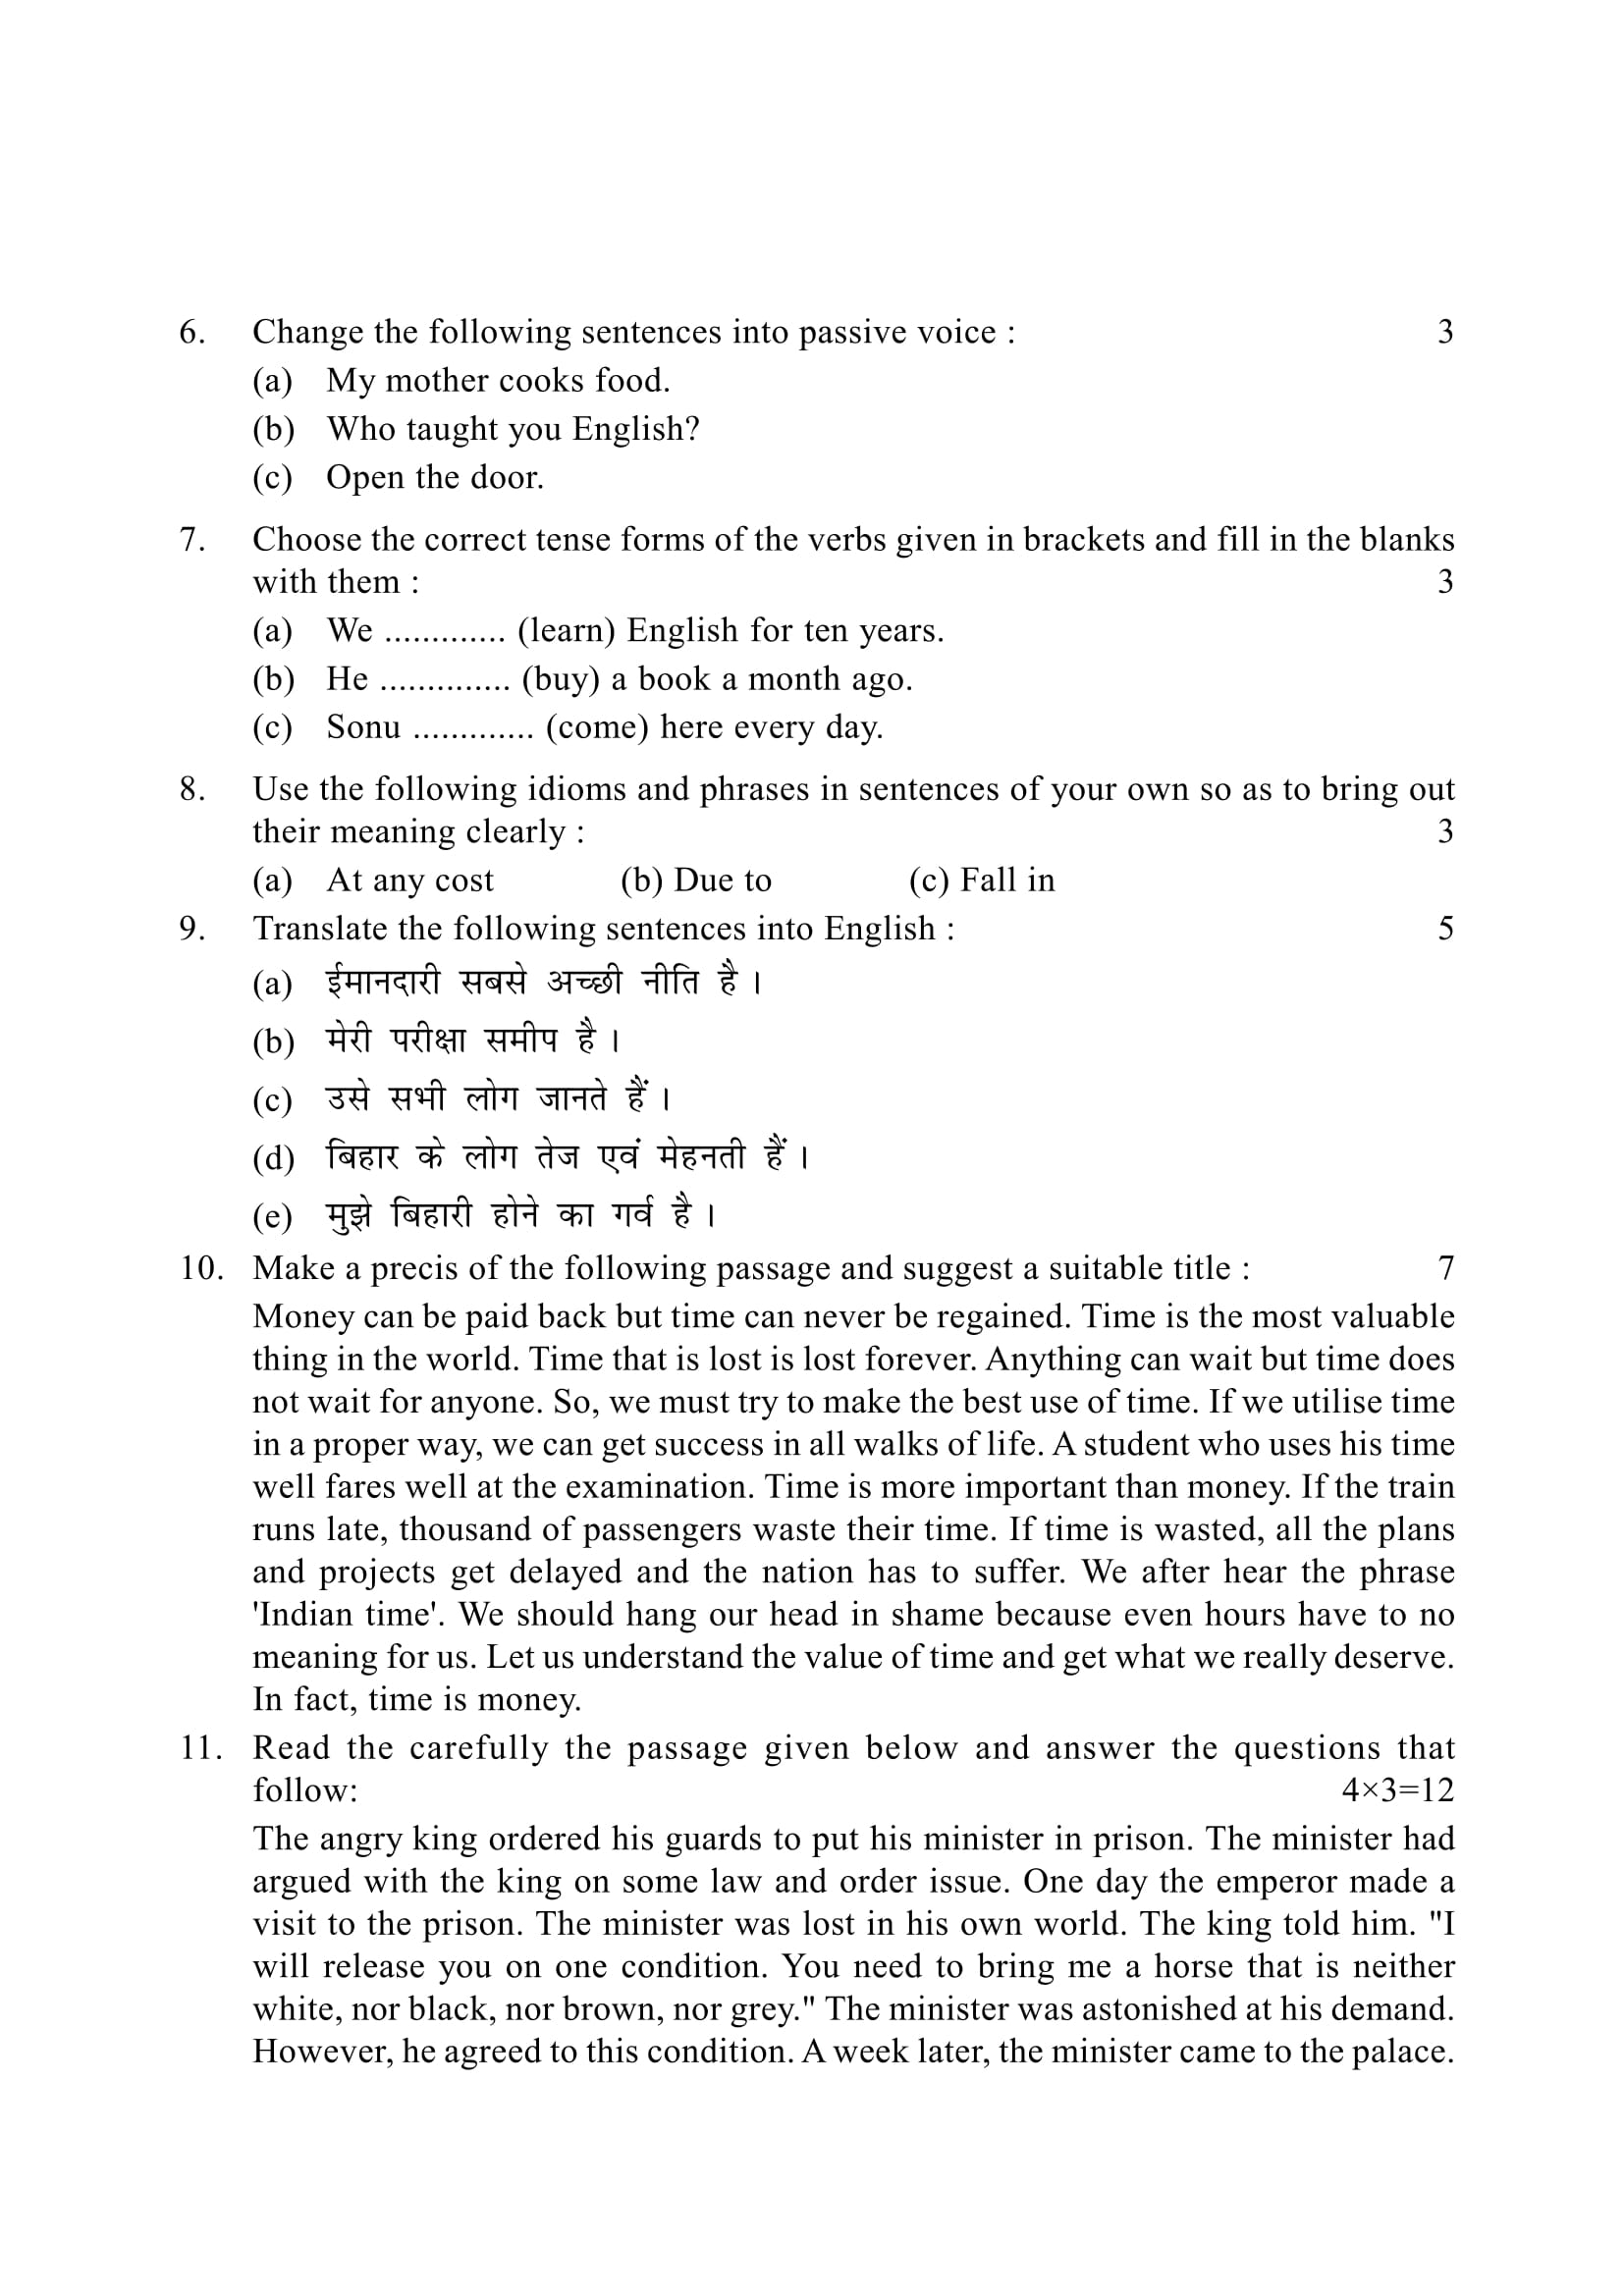 6. Change the following sentences into passive voice : 3
(a) My mother cooks food.
(b) Who taught you English?
(c) Open the door.
7. Choose the correct tense forms of the verbs given in brackets and fill in the blanks
with them : 3
(a) We ............. (learn) English for ten years.
(b) He .............. (buy) a book a month ago.
(c) Sonu ............. (come) here every day.
8. Use the following idioms and phrases in sentences of your own so as to bring out
their meaning clearly : 3
(a) At any cost (b) Due to (c) Fall in
9. Translate the following sentences into English : 5
(a) ईमानदारी सबसे अच्छी नीति है ।
(b) मेरी परीक्षा समीप है ।
(c) उसे सभी लोग जानते हैं ।
(d) बिहार के लोग तेज एवं मेहनती हैं ।
(e) मुझे बिहारी होने का गर्व है ।
10. Make a precis of the following passage and suggest a suitable title : 7
Money can be paid back but time can never be regained. Time is the most valuable
thing in the world. Time that is lost is lost forever. Anything can wait but time does
not wait for anyone. So, we must try to make the best use of time. If we utilise time
in a proper way, we can get success in all walks of life. A student who uses his time
well fares well at the examination. Time is more important than money. If the train
runs late, thousand of passengers waste their time. If time is wasted, all the plans
and projects get delayed and the nation has to suffer. We after hear the phrase
'Indian time'. We should hang our head in shame because even hours have to no
meaning for us. Let us understand the value of time and get what we really deserve.
In fact, time is money.
11. Read the carefully the passage given below and answer the questions that
follow: 4×3=12
The angry king ordered his guards to put his minister in prison. The minister had
argued with the king on some law and order issue. One day the emperor made a
visit to the prison. The minister was lost in his own world. The king told him. "I
will release you on one condition. You need to bring me a horse that is neither
white, nor black, nor brown, nor grey." The minister was astonished at his demand.
However, he agreed to this condition. A week later, the minister came to the palace.